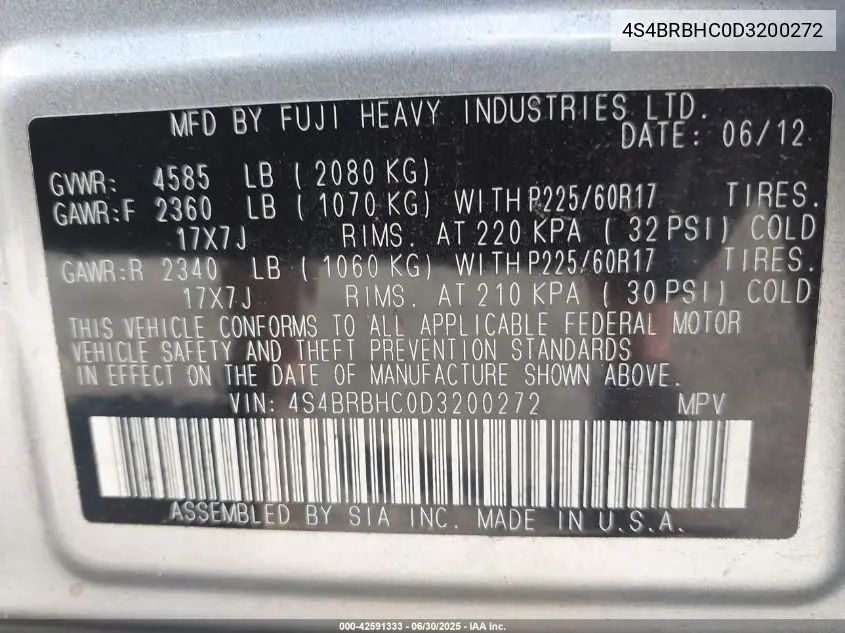 4S4BRBHC0D3200272
MFD BY FUJI HEAVY INDUSTRIES LTD.
DATE: 06/12
GVWR: 4585 LB ( 2080 KG)
GAWR:F 2360 LB ( 1070 KG) WITH P225/60R17 TIRES.
17X7J RIMS. AT 220 KPA ( 32 PSI) COLD
GAWR:R 2340 LB ( 1060 KG) WITH P225/60R17 TIRES.
17X7J RIMS. AT 210 KPA ( 30 PSI) COLD
THIS VEHICLE CONFORMS TO ALL APPLICABLE FEDERAL MOTOR
VEHICLE SAFETY AND THEFT PREVENTION STANDARDS
IN EFFECT ON THE DATE OF MANUFACTURE SHOWN ABOVE.
VIN: 4S4BRBHC0D3200272 MPV
ASSEMBLED BY SIA INC. MADE IN U.S.A.
000-42591333 - 06/30/2025 - IAA Inc.